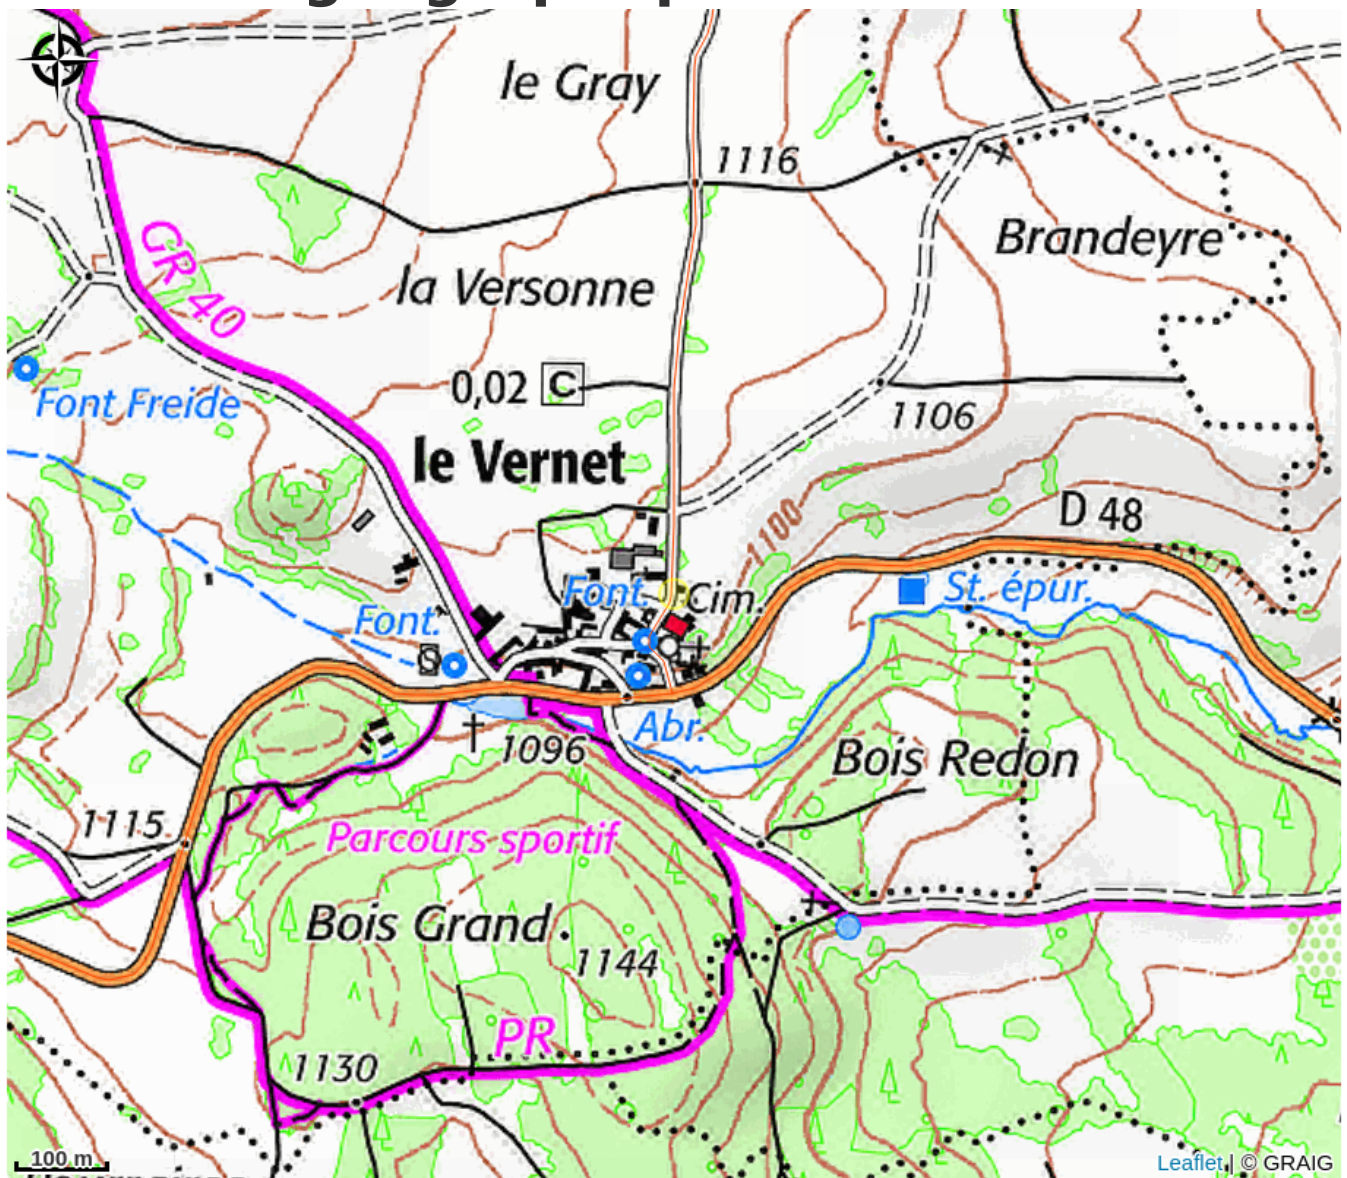 le Gray
1116
GR 40
Brandeyre
la Versonne
0,02 C
Font Freide
1106
le Vernet
D 48
1100
Font.
Cim.
St. épur.
Font.
S
Abr.
1096
Bois Redon
1115
Parcours sportif
Bois Grand
1144
PR
1130
100 m
Leaflet | © GRAIG